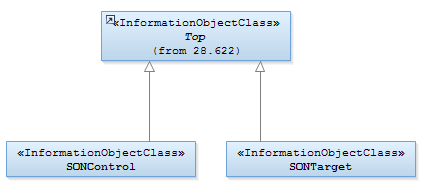 «InformationObjectClass»
Top
(from 28.622)
«InformationObjectClass»
SONControl
«InformationObjectClass»
SONTarget